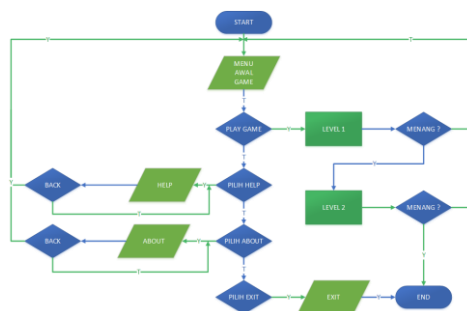 START
Y
T
MENU
AWAL
GAME
T
PLAY GAME
Y
LEVEL 1
MENANG ?
T
Y
BACK
HELP
Y
PILIH HELP
Y
T
T
LEVEL 2
MENANG ?
BACK
ABOUT
Y
PILIH ABOUT
T
T
Y
PILIH EXIT
Y
EXIT
Y
END